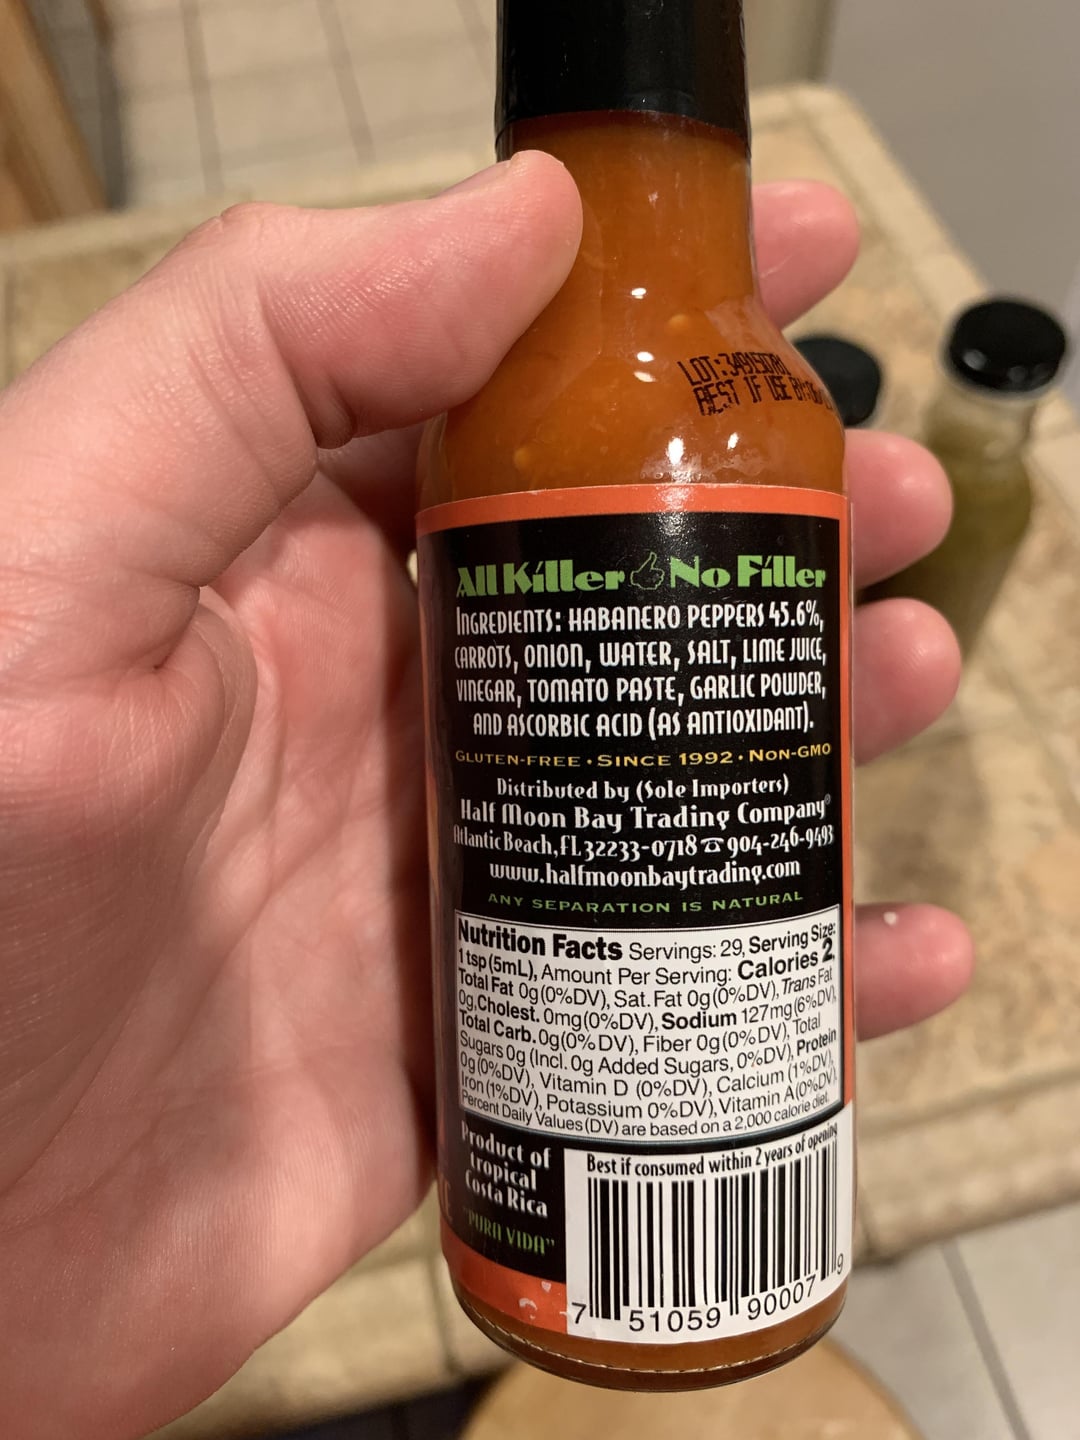 LOT:349150781
BEST IF USE BY:
All Killer No Filler
INGREDIENTS: HABANERO PEPPERS 45.6%,
CARROTS, ONION, WATER, SALT, LIME JUICE,
VINEGAR, TOMATO PASTE, GARLIC POWDER,
AND ASCORBIC ACID (AS ANTIOXIDANT).
GLUTEN-FREE · SINCE 1992 · NON-GMO
Distributed by (Sole Importers)
Half Moon Bay Trading Company®
Atlantic Beach, FL 32233-0718 ☎ 904-246-9493
www.halfmoonbaytrading.com
ANY SEPARATION IS NATURAL
Nutrition Facts Servings: 29, Serving Size:
1 tsp (5mL), Amount Per Serving: Calories 2,
Total Fat 0g (0%DV), Sat. Fat 0g (0%DV), Trans Fat
0g, Cholest. 0mg (0%DV), Sodium 127mg (6%DV),
Total Carb. 0g (0% DV), Fiber 0g (0% DV), Total
Sugars 0g (Incl. 0g Added Sugars, 0%DV), Protein
0g (0%DV), Vitamin D (0%DV), Calcium (1%DV),
Iron (1%DV), Potassium 0%DV), Vitamin A (0%DV).
Percent Daily Values (DV) are based on a 2,000 calorie diet.
Product of
tropical
Costa Rica
"PURA VIDA"
Best if consumed within 2 years of opening
7 51059 90007 9